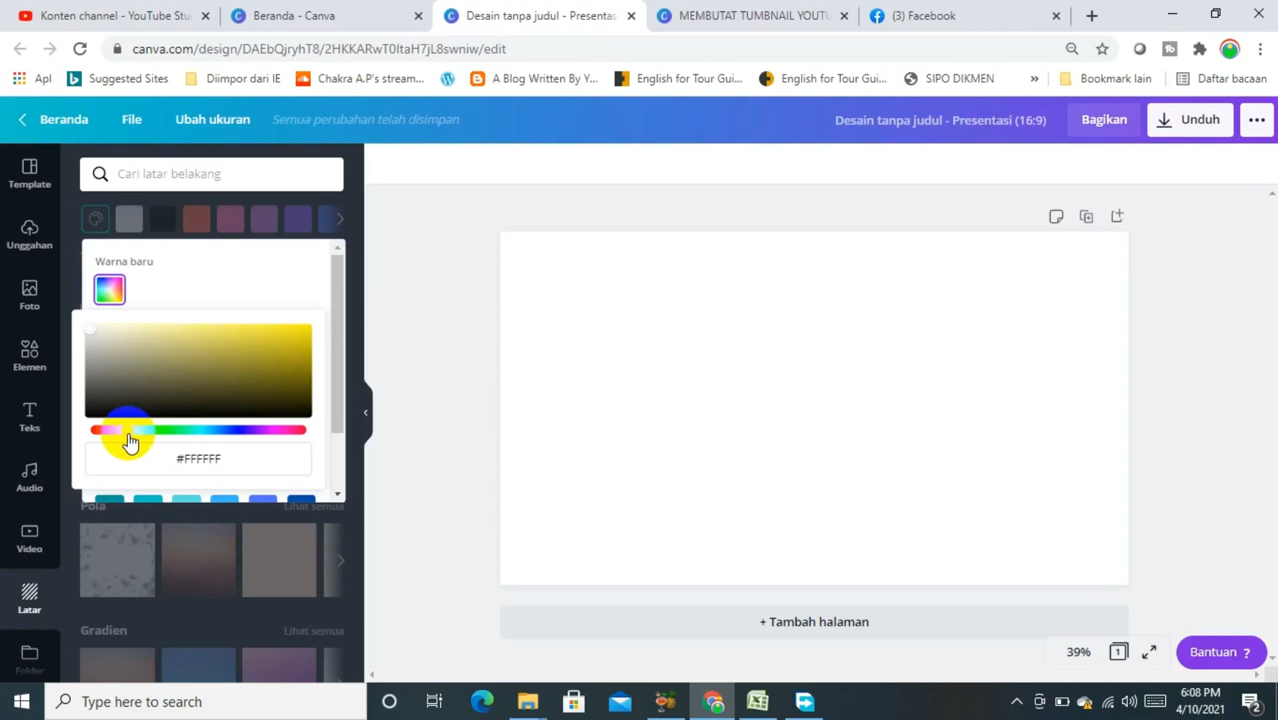 Konten channel - YouTube Stu
Beranda - Canva
Desain tanpa judul - Presentas
MEMBUTAT TUMBNAIL YOUTU
(3) Facebook
canva.com/design/DAEbQjryhT8/2HKKARwT0ItaH7jL8swniw/edit
Apl
Suggested Sites
Diimpor dari IE
Chakra A.P's stream...
A Blog Written By Y...
English for Tour Gui...
English for Tour Gui...
SIPO DIKMEN
»
Bookmark lain
Daftar bacaan
Beranda
File
Ubah ukuran
Semua perubahan telah disimpan
Desain tanpa judul - Presentasi (16:9)
Bagikan
Unduh
Template
Unggahan
Foto
Elemen
Teks
Audio
Video
Latar
Folder
Cari latar belakang
Warna baru
#FFFFFF
Pola
Lihat semua
Gradien
Lihat semua
+ Tambah halaman
39%
1
Bantuan ?
Type here to search
6:08 PM
4/10/2021
2